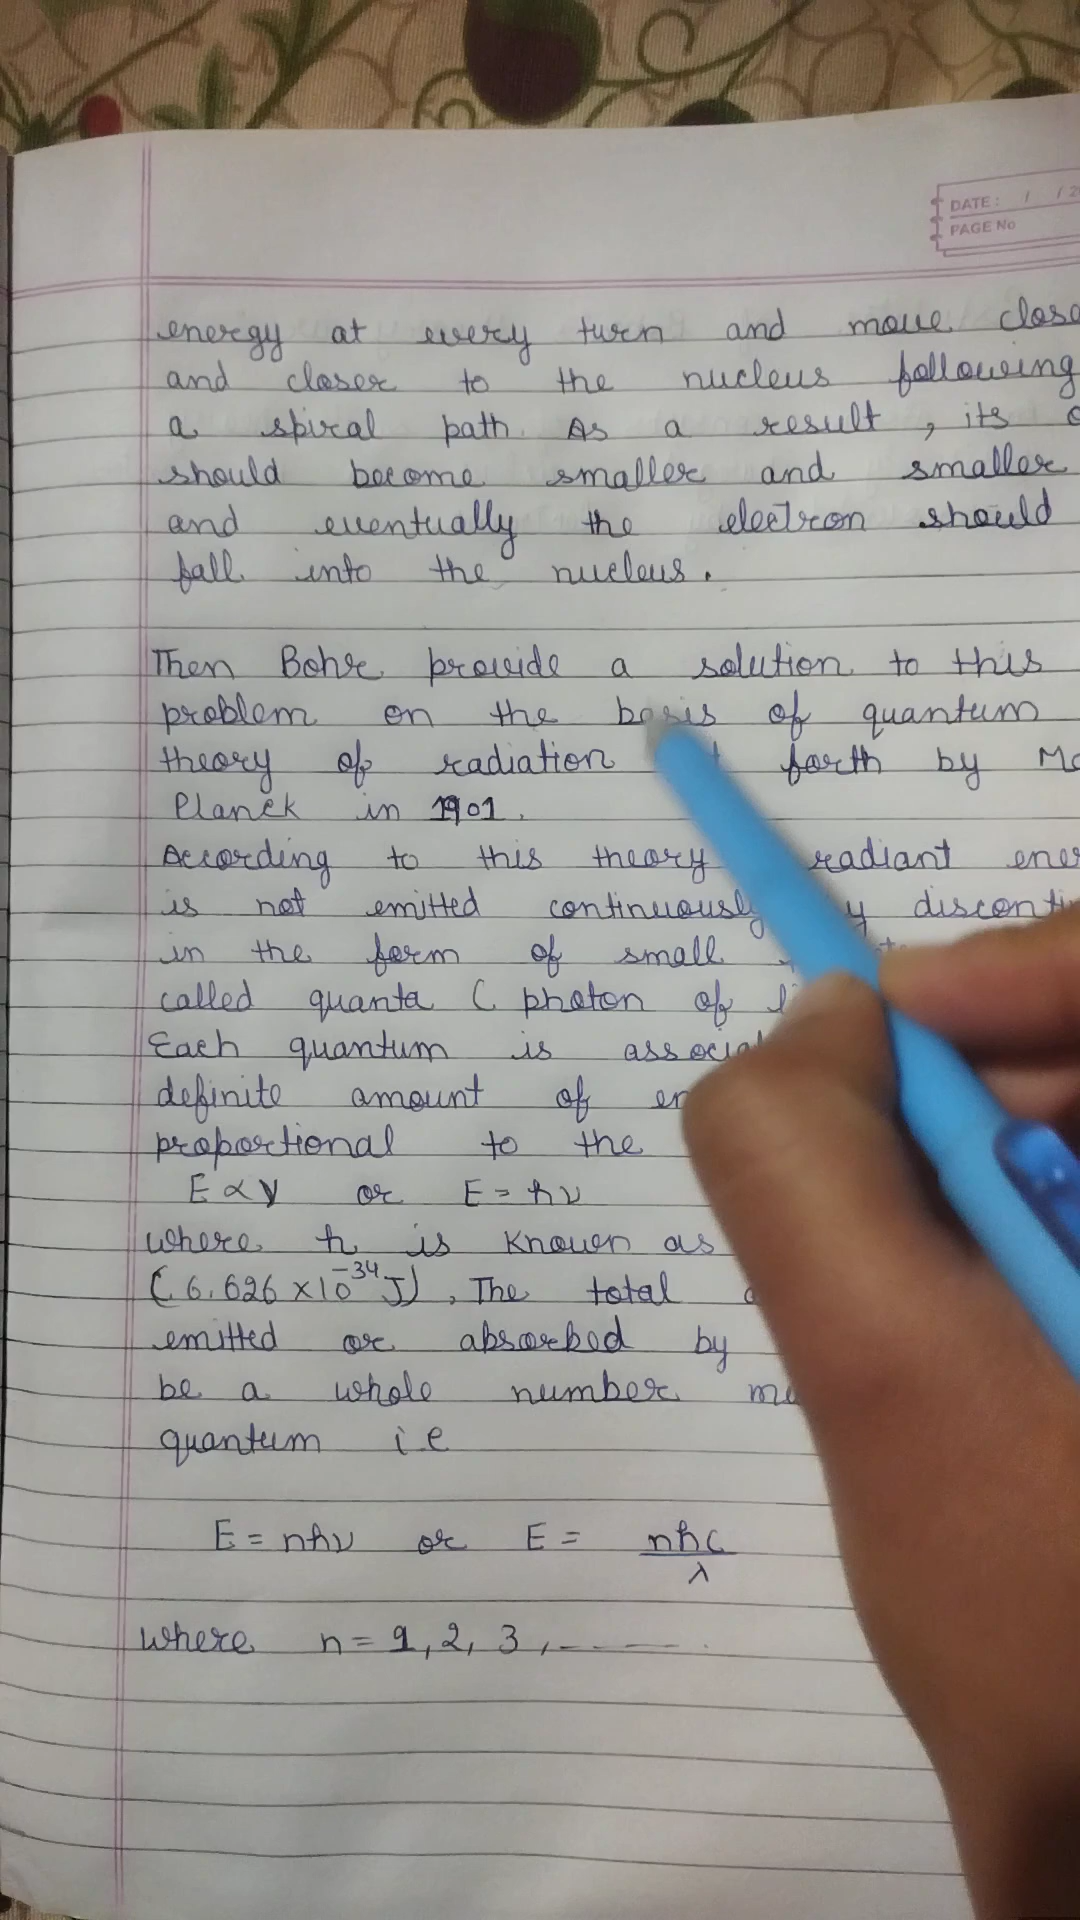 DATE: / / 2
PAGE No
energy at every turn and move close
and closer to the nucleus following
a spiral path. As a result, its
should become smaller and smaller
and eventually the electron should
fall into the nucleus.
Then Bohr provide a solution to this
problem on the basis of quantum
theory of radiation forth by
Planck in 1901.
According to this theory radiant
is not emitted continuously
in the form of small
called quanta ( photon of
Each quantum is
definite amount of
proportional to the
E ∝ ν or E = hν
where h is known as
(6.626 × 10⁻³⁴ J). The total
emitted or absorbed by
be a whole number
quantum i e
E = nhν or E = nhc
λ
where n = 1, 2, 3, -----